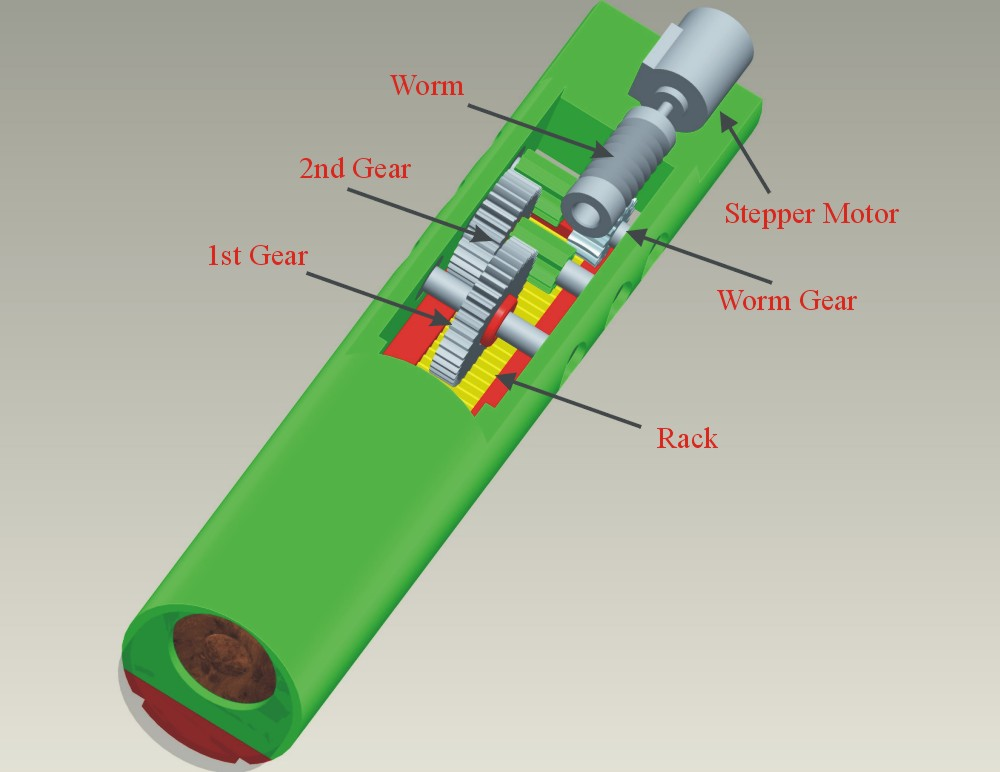 Worm
2nd Gear
Stepper Motor
1st Gear
Worm Gear
Rack